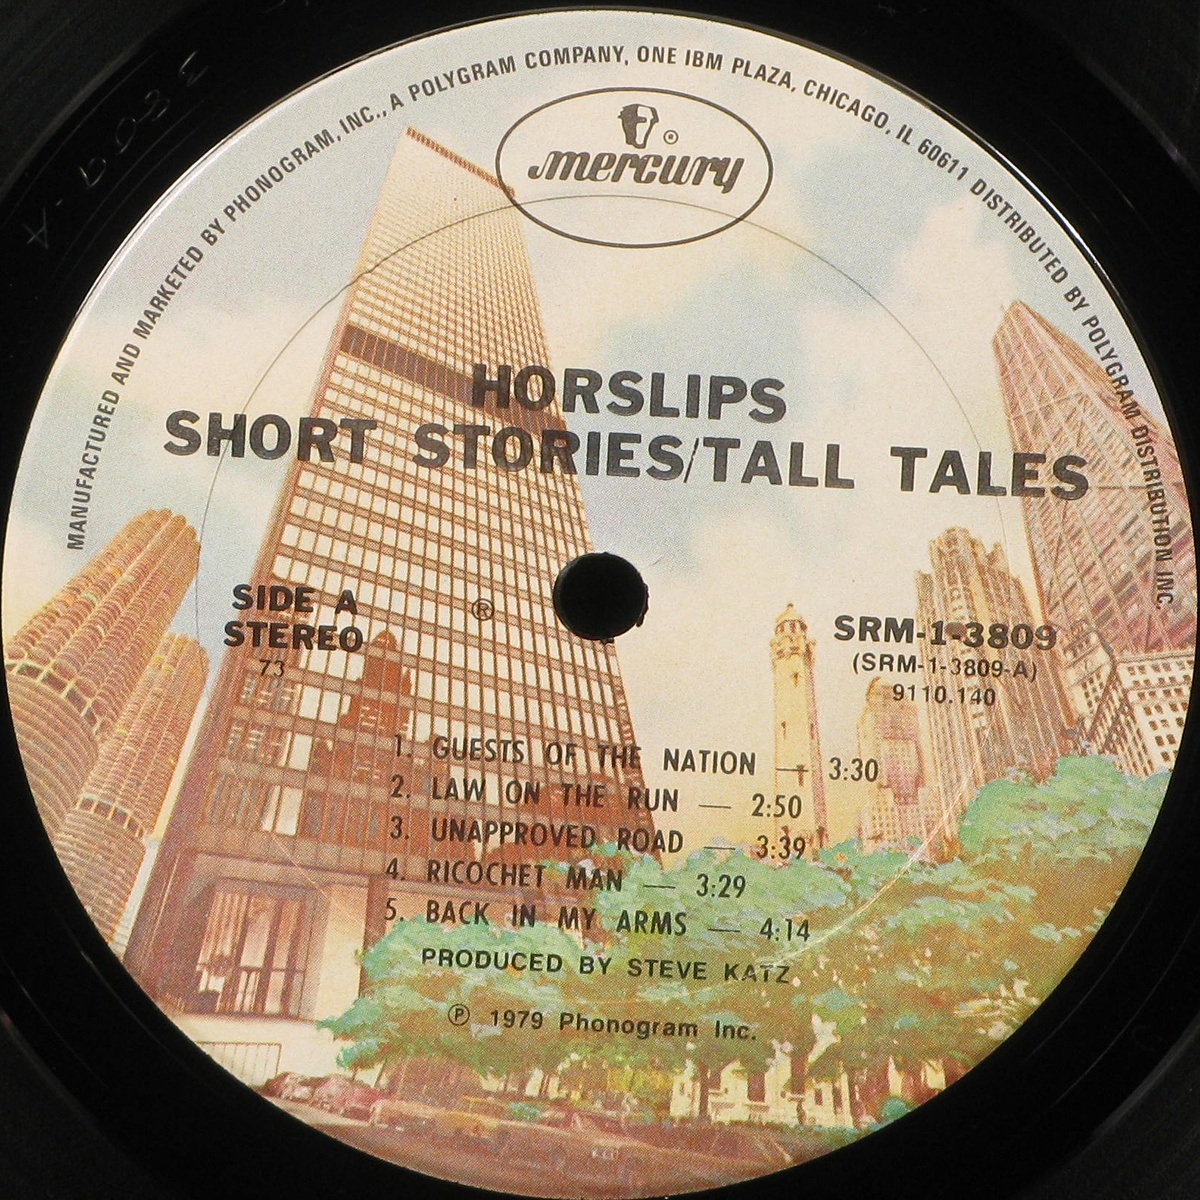 MANUFACTURED AND MARKETED BY PHONOGRAM, INC., A POLYGRAM COMPANY, ONE IBM PLAZA, CHICAGO, IL 60611 DISTRIBUTED BY POLYGRAM DISTRIBUTION INC.
mercury ®
HORSLIPS
SHORT STORIES/TALL TALES
SIDE A
STEREO
73
®
SRM-1-3809
(SRM-1-3809-A)
9110.140
1. GUESTS OF THE NATION — 3:30
2. LAW ON THE RUN — 2:50
3. UNAPPROVED ROAD — 3:39
4. RICOCHET MAN — 3:29
5. BACK IN MY ARMS — 4:14
PRODUCED BY STEVE KATZ
℗ 1979 Phonogram Inc.